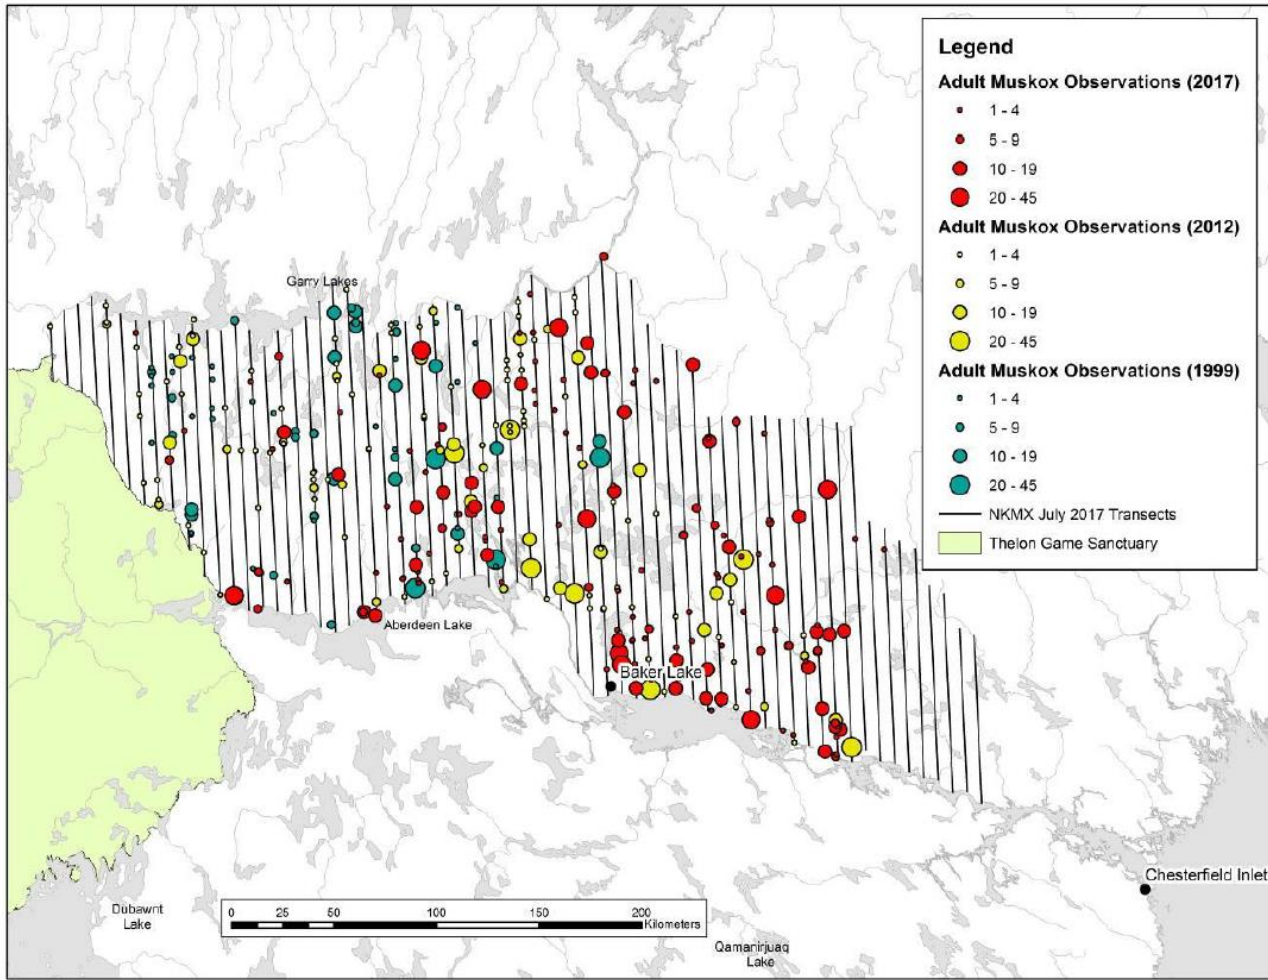 Legend
Adult Muskox Observations (2017)
1 - 4
5 - 9
10 - 19
20 - 45
Adult Muskox Observations (2012)
1 - 4
5 - 9
10 - 19
20 - 45
Adult Muskox Observations (1999)
1 - 4
5 - 9
10 - 19
20 - 45
NKMX July 2017 Transects
Thelon Game Sanctuary
Garry Lakes
Aberdeen Lake
Baker Lake
Chesterfield Inlet
Dubawnt
Lake
0 25 50 100 150 200
Kilometers
Qamanirjuaq
Lake